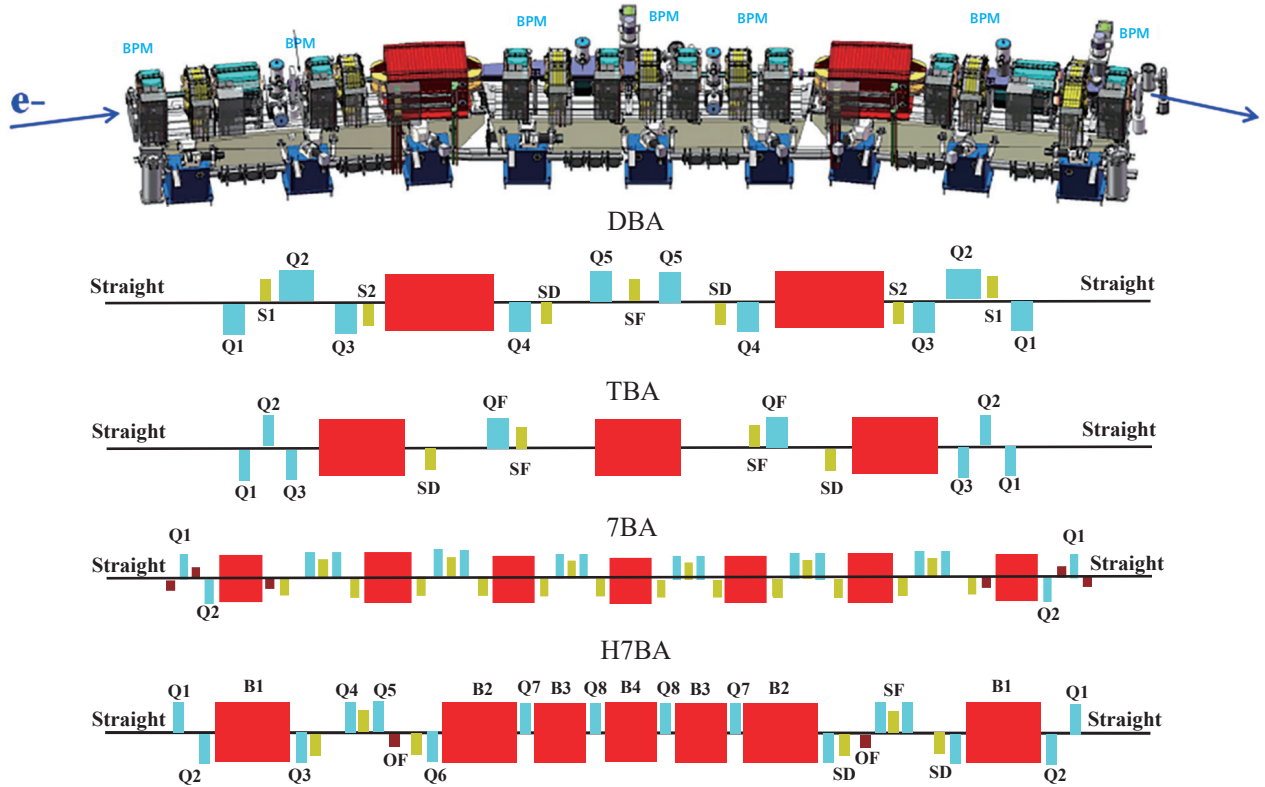 BPM BPM BPM BPM BPM BPM BPM
e-
DBA
Q2 Q5 Q5 Q2
Straight S2 SD SD S2 Straight
S1 SF S1
Q1 Q3 Q4 Q4 Q3 Q1
TBA
Q2 QF QF Q2
Straight Straight
SF SF
Q1 Q3 SD SD Q3 Q1
7BA
Q1 Q1
Straight Straight
Q2 Q2
H7BA
Q1 B1 Q4 Q5 B2 Q7 B3 Q8 B4 Q8 B3 Q7 B2 SF B1 Q1
Straight Straight
Q2 Q3 OF Q6 SD OF SD Q2